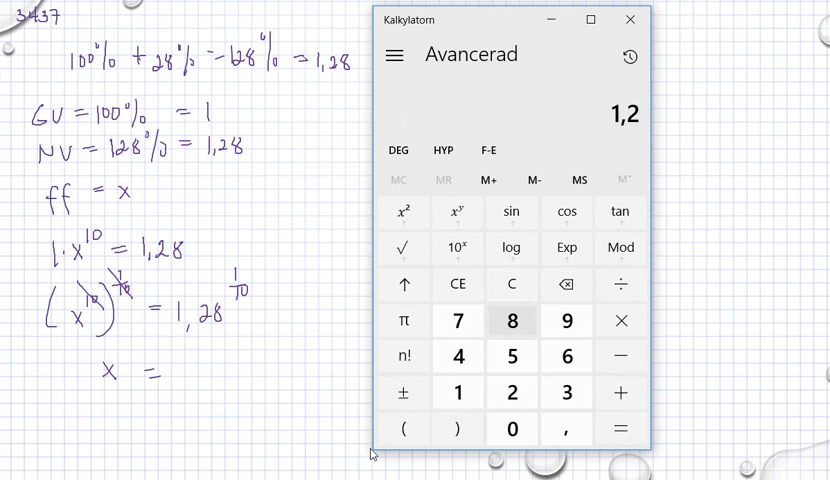 3437
100% + 28% = 128% = 1,28
GV = 100% = 1
NV = 128% = 1,28
ff = x
1·x^10 = 1,28
(x^10)^1/10 = 1,28^1/10
x =
Kalkylatorn
Avancerad
1,2
DEG HYP F-E
MC MR M+ M- MS M˅
x² xʸ sin cos tan
√ 10ˣ log Exp Mod
↑ CE C ⌫ ÷
π 7 8 9 ×
n! 4 5 6 −
± 1 2 3 +
( ) 0 , =